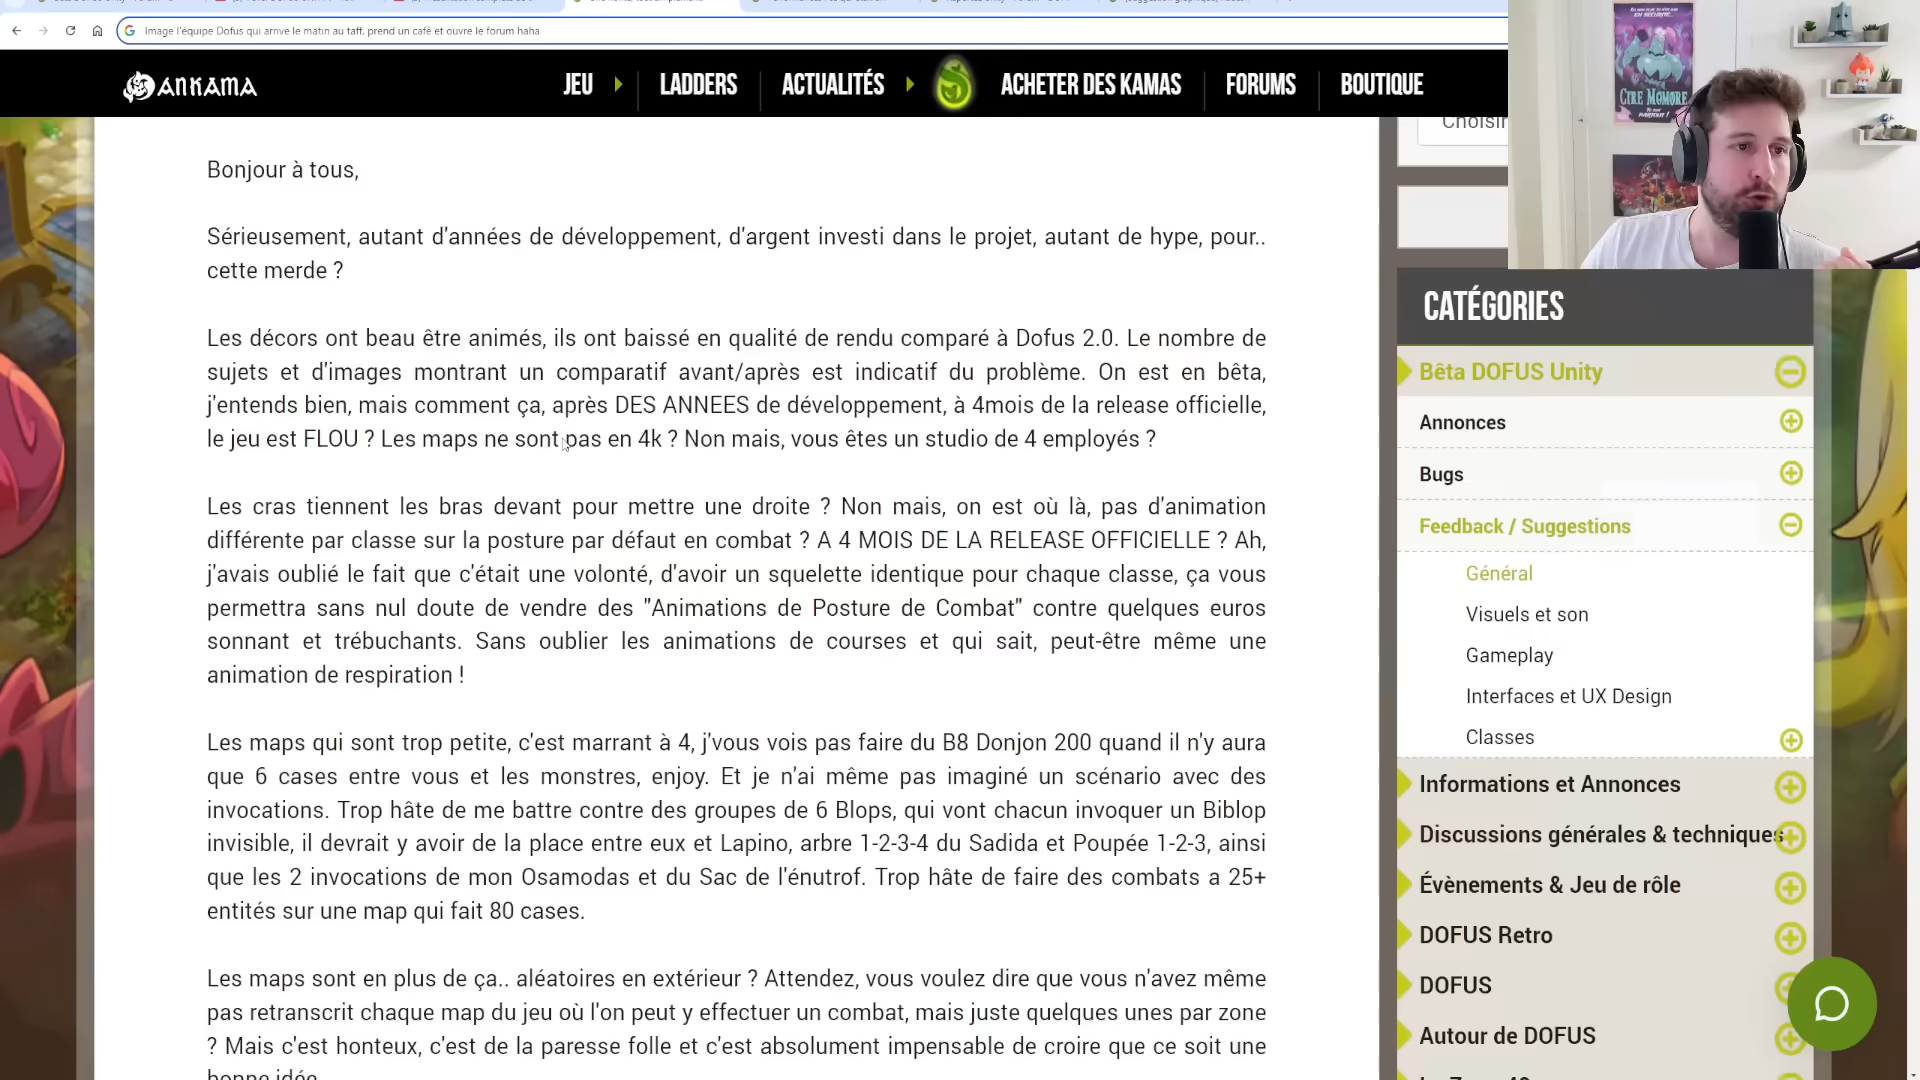 Image l'équipe Dofus qui arrive le matin au taff, prend un café et ouvre le forum haha
ANKAMA
JEU
LADDERS
ACTUALITÉS
ACHETER DES KAMAS
FORUMS
BOUTIQUE
CIRE MOMORE
Choisir
Bonjour à tous,
Sérieusement, autant d'années de développement, d'argent investi dans le projet, autant de hype, pour..
cette merde ?
Les décors ont beau être animés, ils ont baissé en qualité de rendu comparé à Dofus 2.0. Le nombre de
sujets et d'images montrant un comparatif avant/après est indicatif du problème. On est en bêta,
j'entends bien, mais comment ça, après DES ANNEES de développement, à 4mois de la release officielle,
le jeu est FLOU ? Les maps ne sont pas en 4k ? Non mais, vous êtes un studio de 4 employés ?
Les cras tiennent les bras devant pour mettre une droite ? Non mais, on est où là, pas d'animation
différente par classe sur la posture par défaut en combat ? A 4 MOIS DE LA RELEASE OFFICIELLE ? Ah,
j'avais oublié le fait que c'était une volonté, d'avoir un squelette identique pour chaque classe, ça vous
permettra sans nul doute de vendre des "Animations de Posture de Combat" contre quelques euros
sonnant et trébuchants. Sans oublier les animations de courses et qui sait, peut-être même une
animation de respiration !
Les maps qui sont trop petite, c'est marrant à 4, j'vous vois pas faire du B8 Donjon 200 quand il n'y aura
que 6 cases entre vous et les monstres, enjoy. Et je n'ai même pas imaginé un scénario avec des
invocations. Trop hâte de me battre contre des groupes de 6 Blops, qui vont chacun invoquer un Biblop
invisible, il devrait y avoir de la place entre eux et Lapino, arbre 1-2-3-4 du Sadida et Poupée 1-2-3, ainsi
que les 2 invocations de mon Osamodas et du Sac de l'énutrof. Trop hâte de faire des combats a 25+
entités sur une map qui fait 80 cases.
Les maps sont en plus de ça.. aléatoires en extérieur ? Attendez, vous voulez dire que vous n'avez même
pas retranscrit chaque map du jeu où l'on peut y effectuer un combat, mais juste quelques unes par zone
? Mais c'est honteux, c'est de la paresse folle et c'est absolument impensable de croire que ce soit une
bonne idée
CATÉGORIES
Bêta DOFUS Unity
Annonces
Bugs
Feedback / Suggestions
Général
Visuels et son
Gameplay
Interfaces et UX Design
Classes
Informations et Annonces
Discussions générales & techniques
Évènements & Jeu de rôle
DOFUS Retro
DOFUS
Autour de DOFUS